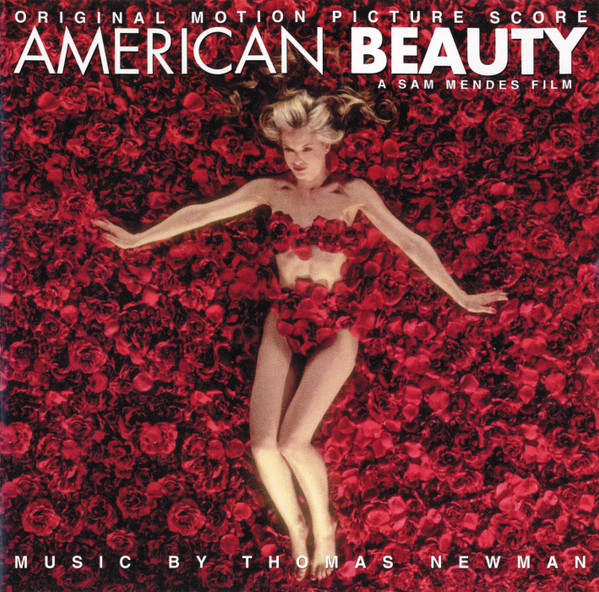 ORIGINAL MOTION PICTURE SCORE
AMERICAN BEAUTY
A SAM MENDES FILM
MUSIC BY THOMAS NEWMAN